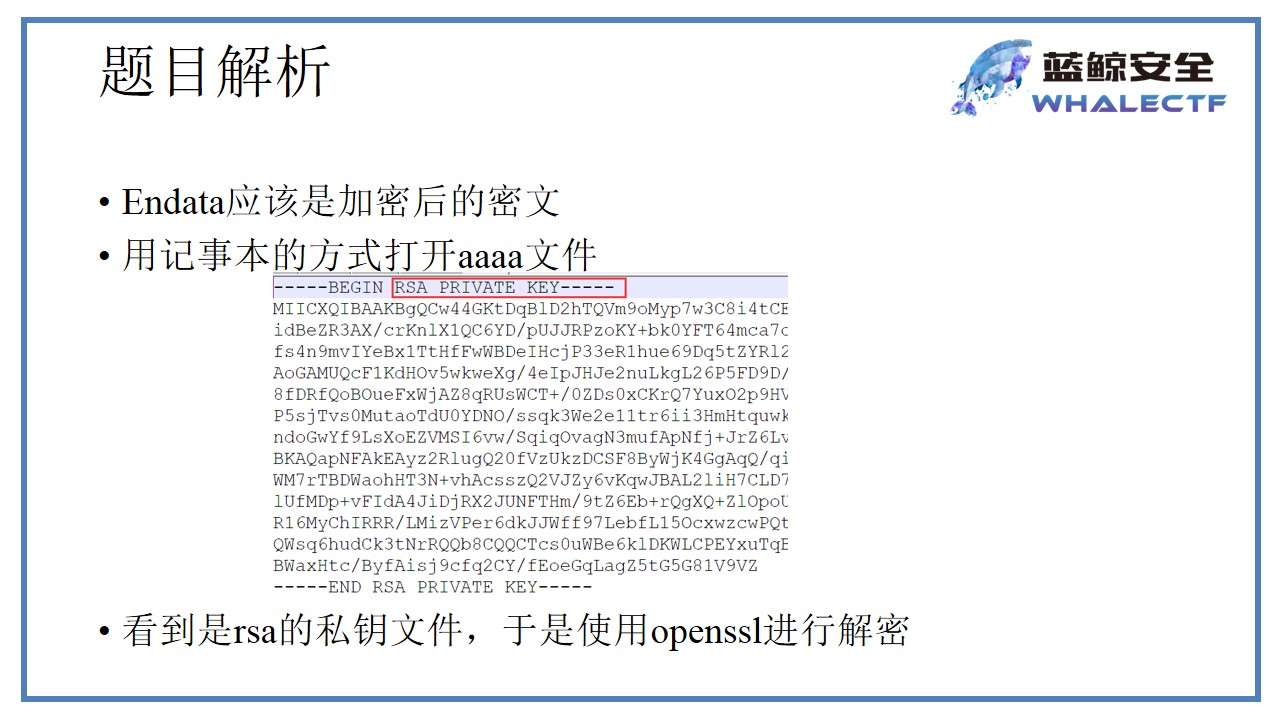 题目解析
蓝鲸安全
WHALECTF
• Endata应该是加密后的密文
• 用记事本的方式打开aaaa文件
-----BEGIN RSA PRIVATE KEY-----
MIICXQIBAAKBgQCw44GKtDqBlD2hTQVm9oMyp7w3C8i4tCE
idBeZR3AX/crKnlX1QC6YD/pUJJRPzoKY+bk0YFT64mca7c
fs4n9mvIYeBx1TtHfFwWBDeIHcjP33eR1hue69Dq5tZYRl2
AoGAMUQcF1KdHOv5wkweXg/4eIpJHJe2nuLkgL26P5FD9D/
8fDRfQoBOueFxWjAZ8qRUsWCT+/0ZDs0xCKrQ7YuxO2p9HV
P5sjTvs0MutaoTdU0YDNO/ssqk3We2e11tr6ii3HmHtquwk
ndoGwYf9LsXoEZVMSI6vw/SqiqOvagN3mufApNfj+JrZ6Lv
BKAQapNFAkEAyz2RlugQ20fVzUkzDCSF8ByWjK4GgAqQ/qi
WM7rTBDWaohHT3N+vhAcsszQ2VJZy6vKqwJBAL2liH7CLD7
lUfMDp+vFIdA4JiDjRX2JUNFTHm/9tZ6Eb+rQgXQ+ZlOpoU
R16MyChIRRR/LMizVPer6dkJJWff97LebfL15OcxwzcwPQt
QWsq6hudCk3tNrRQQb8CQQCTcs0uWBe6klDKWLCPEYxuTqE
BWaxHtc/ByfAisj9cfq2CY/fEoeGqLagZ5tG5G81V9VZ
-----END RSA PRIVATE KEY-----
• 看到是rsa的私钥文件，于是使用openssl进行解密